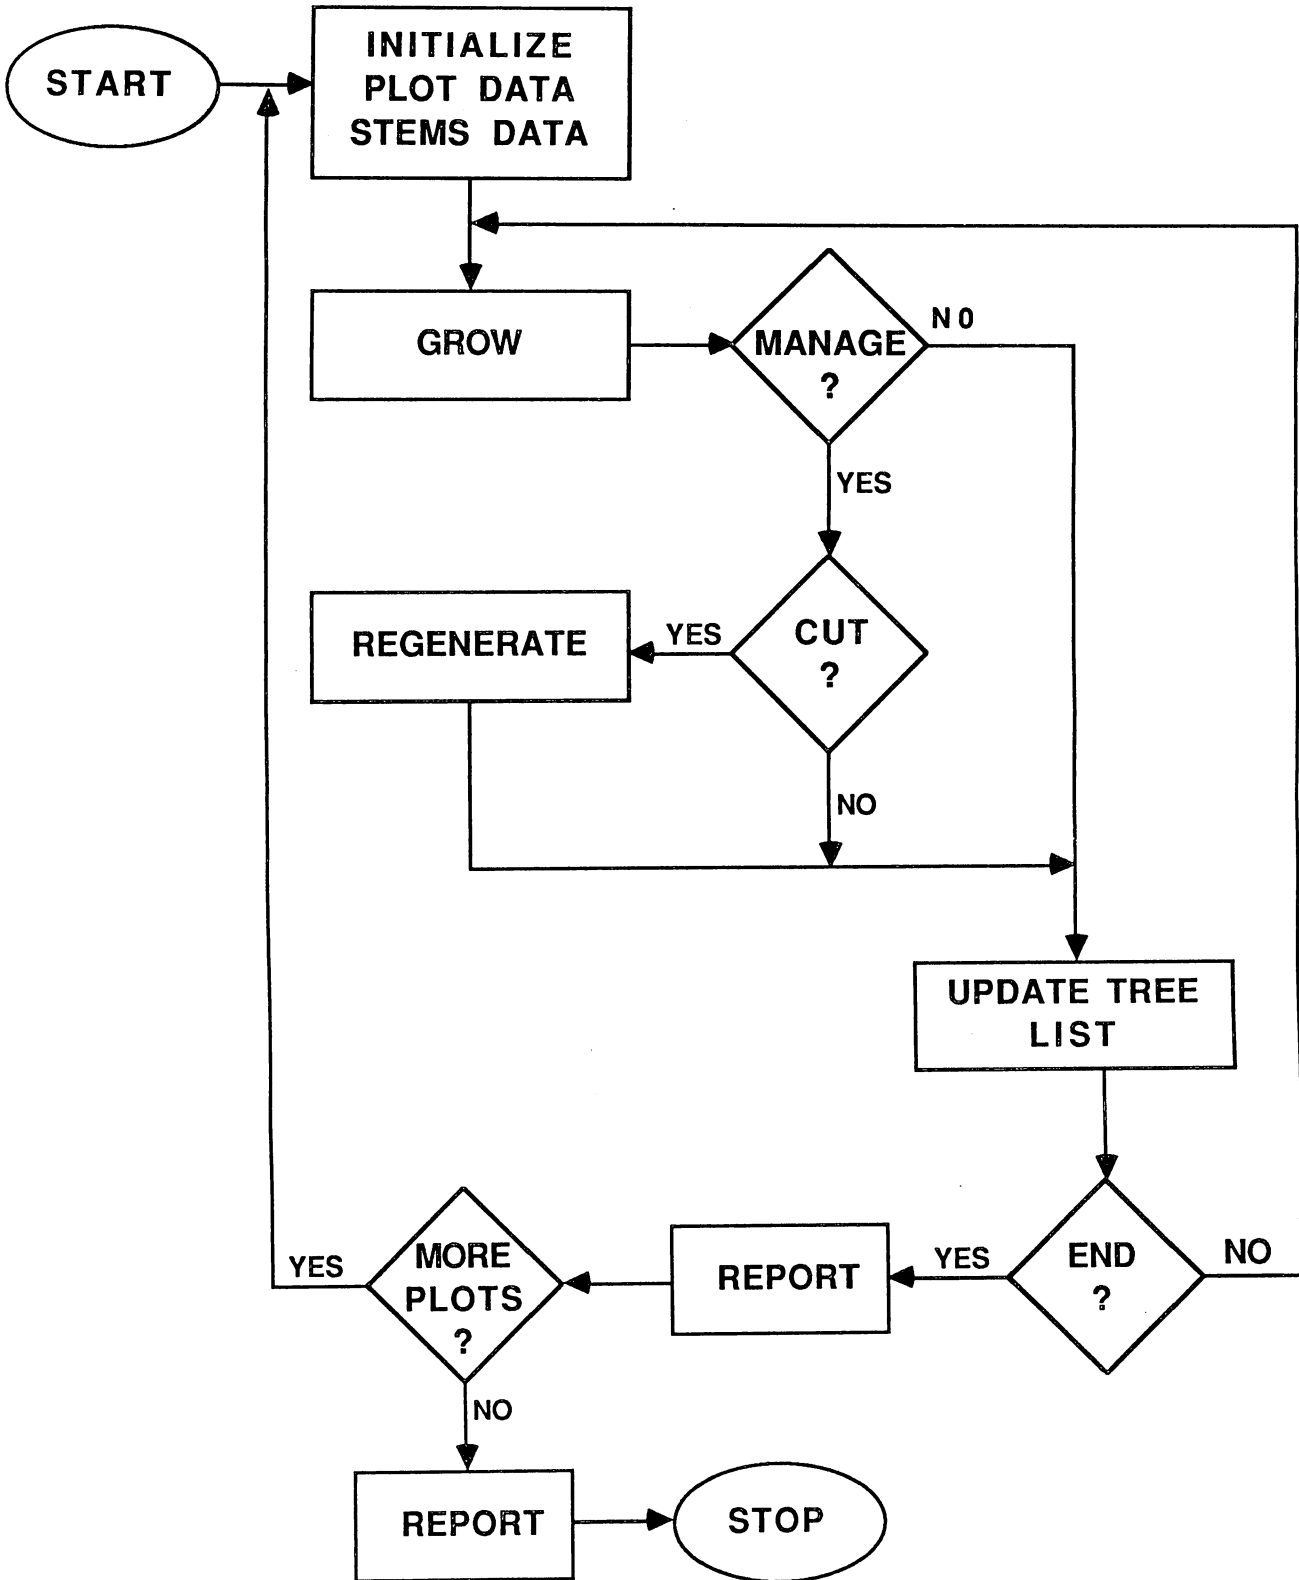 START
INITIALIZE
PLOT DATA
STEMS DATA
GROW
MANAGE
?
N0
YES
REGENERATE
YES
CUT
?
NO
UPDATE TREE
LIST
YES
MORE
PLOTS
?
REPORT
YES
END
?
NO
NO
REPORT
STOP